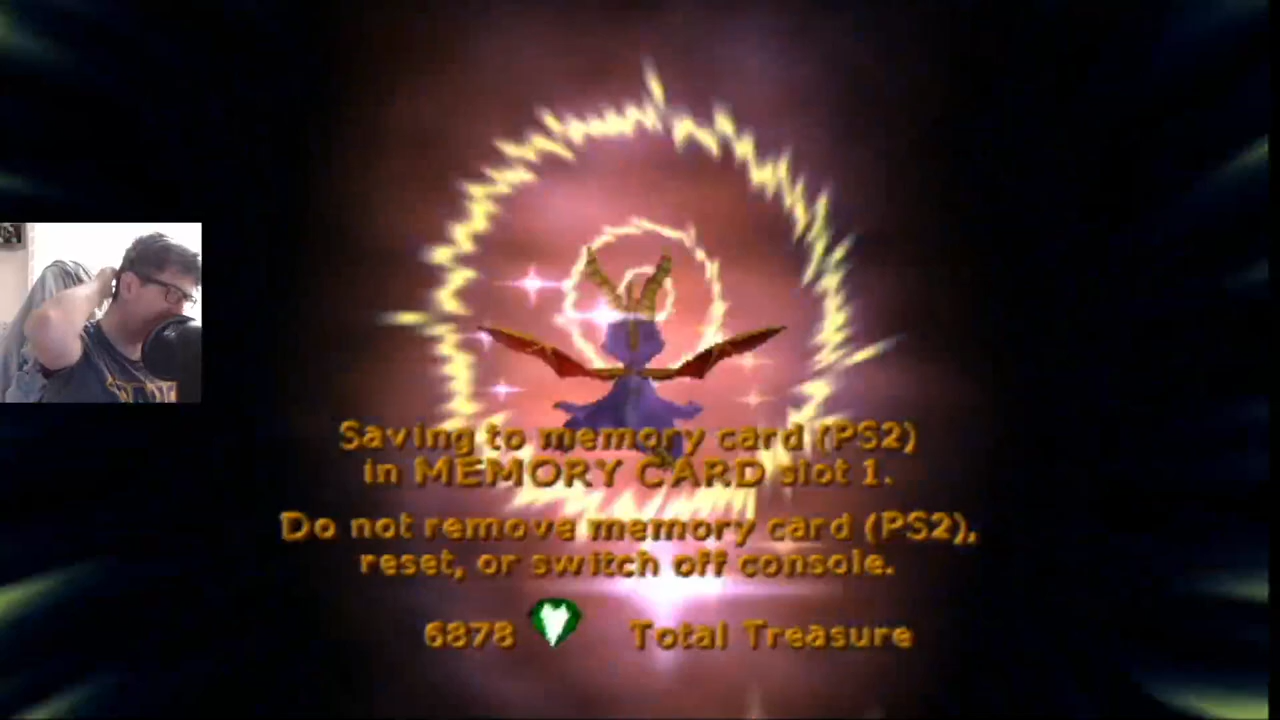 Saving to memory card (PS2)
in MEMORY CARD slot 1.
Do not remove memory card (PS2),
reset, or switch off console.
6878 Total Treasure